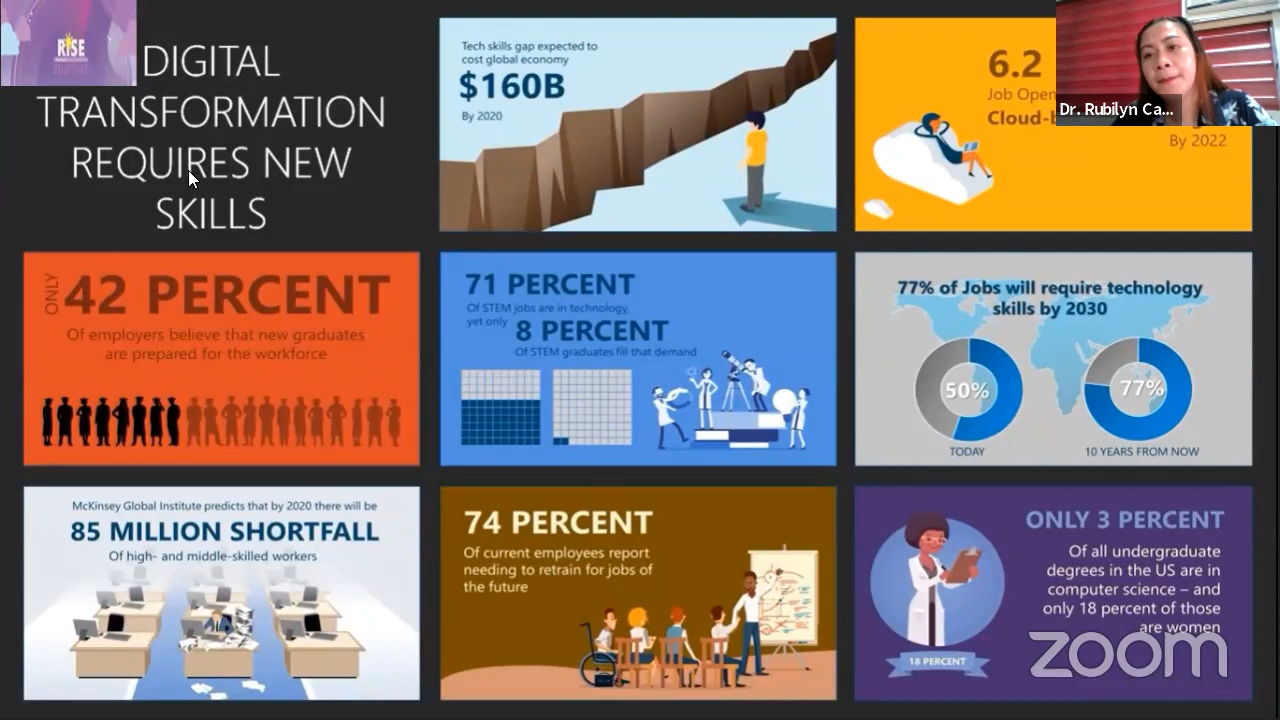 RISE
DIGITAL
TRANSFORMATION
REQUIRES NEW
SKILLS
Tech skills gap expected to
cost global economy
$160B
By 2020
6.2
Job Open
Cloud-b
By 2022
Dr. Rubilyn Ca...
ONLY
42 PERCENT
Of employers believe that new graduates
are prepared for the workforce
71 PERCENT
Of STEM jobs are in technology,
yet only 8 PERCENT
Of STEM graduates fill that demand
77% of Jobs will require technology
skills by 2030
50%
77%
TODAY
10 YEARS FROM NOW
McKinsey Global Institute predicts that by 2020 there will be
85 MILLION SHORTFALL
Of high- and middle-skilled workers
74 PERCENT
Of current employees report
needing to retrain for jobs of
the future
ONLY 3 PERCENT
Of all undergraduate
degrees in the US are in
computer science – and
only 18 percent of those
are women
18 PERCENT
zoom